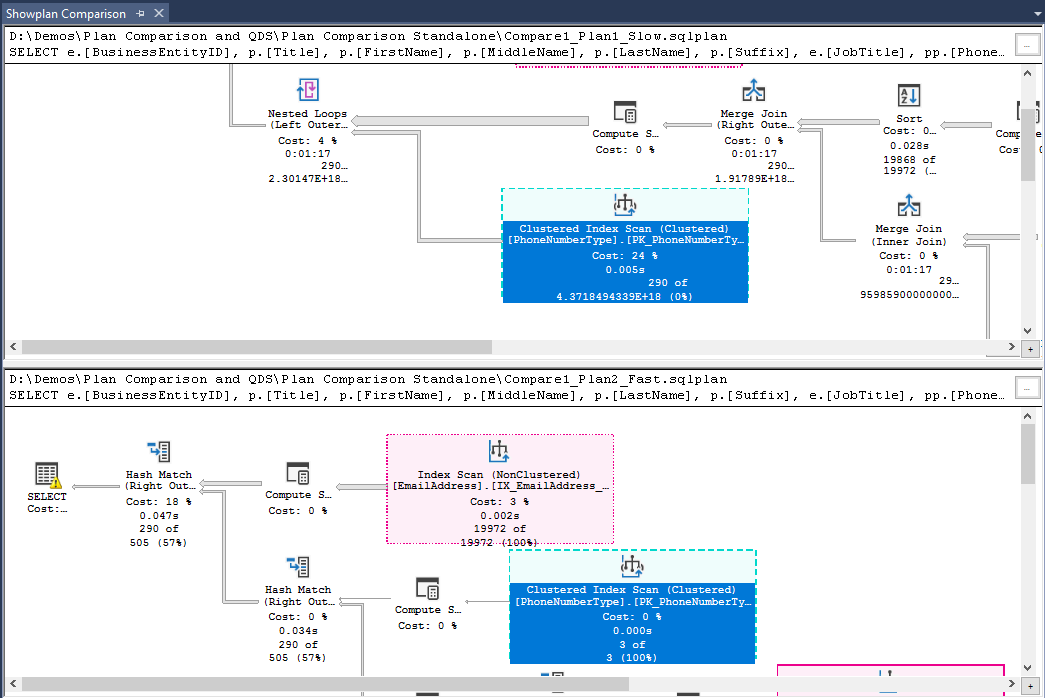 Showplan Comparison
D:\Demos\Plan Comparison and QDS\Plan Comparison Standalone\Compare1_Plan1_Slow.sqlplan
SELECT e.[BusinessEntityID], p.[Title], p.[FirstName], p.[MiddleName], p.[LastName], p.[Suffix], e.[JobTitle], pp.[Phone…
Nested Loops
(Left Outer…
Cost: 4 %
0:01:17
290…
2.30147E+18…
Compute S…
Cost: 0 %
Merge Join
(Right Oute…
Cost: 0 %
0:01:17
290…
1.91789E+18…
Sort
Cost: 0…
0.028s
19868 of
19972 (…
Clustered Index Scan (Clustered)
[PhoneNumberType].[PK_PhoneNumberTy…
Cost: 24 %
0.005s
290 of
4.3718494339E+18 (0%)
Merge Join
(Inner Join)
Cost: 0 %
0:01:17
29…
95985900000000…
D:\Demos\Plan Comparison and QDS\Plan Comparison Standalone\Compare1_Plan2_Fast.sqlplan
SELECT e.[BusinessEntityID], p.[Title], p.[FirstName], p.[MiddleName], p.[LastName], p.[Suffix], e.[JobTitle], pp.[Phone…
SELECT
Cost:…
Hash Match
(Right Out…
Cost: 18 %
0.047s
290 of
505 (57%)
Compute S…
Cost: 0 %
Index Scan (NonClustered)
[EmailAddress].[IX_EmailAddress_…
Cost: 3 %
0.002s
19972 of
19972 (100%)
Hash Match
(Right Out…
Cost: 0 %
0.034s
290 of
505 (57%)
Compute S…
Cost: 0 %
Clustered Index Scan (Clustered)
[PhoneNumberType].[PK_PhoneNumberTy…
Cost: 0 %
0.000s
3 of
3 (100%)